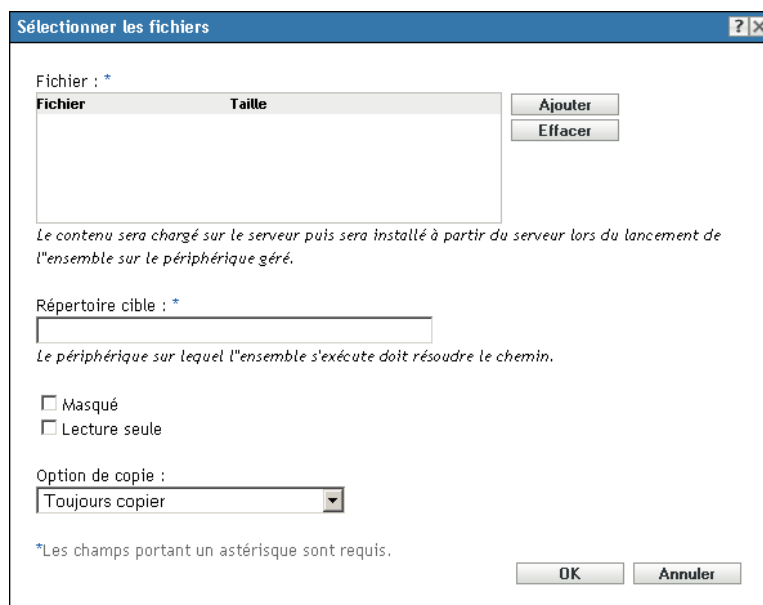 Sélectionner les fichiers
? X
Fichier : *
Fichier Taille
Ajouter
Effacer
Le contenu sera chargé sur le serveur puis sera installé à partir du serveur lors du lancement de
l''ensemble sur le périphérique géré.
Répertoire cible : *
Le périphérique sur lequel l''ensemble s'exécute doit résoudre le chemin.
Masqué
Lecture seule
Option de copie :
Toujours copier
*Les champs portant un astérisque sont requis.
OK Annuler